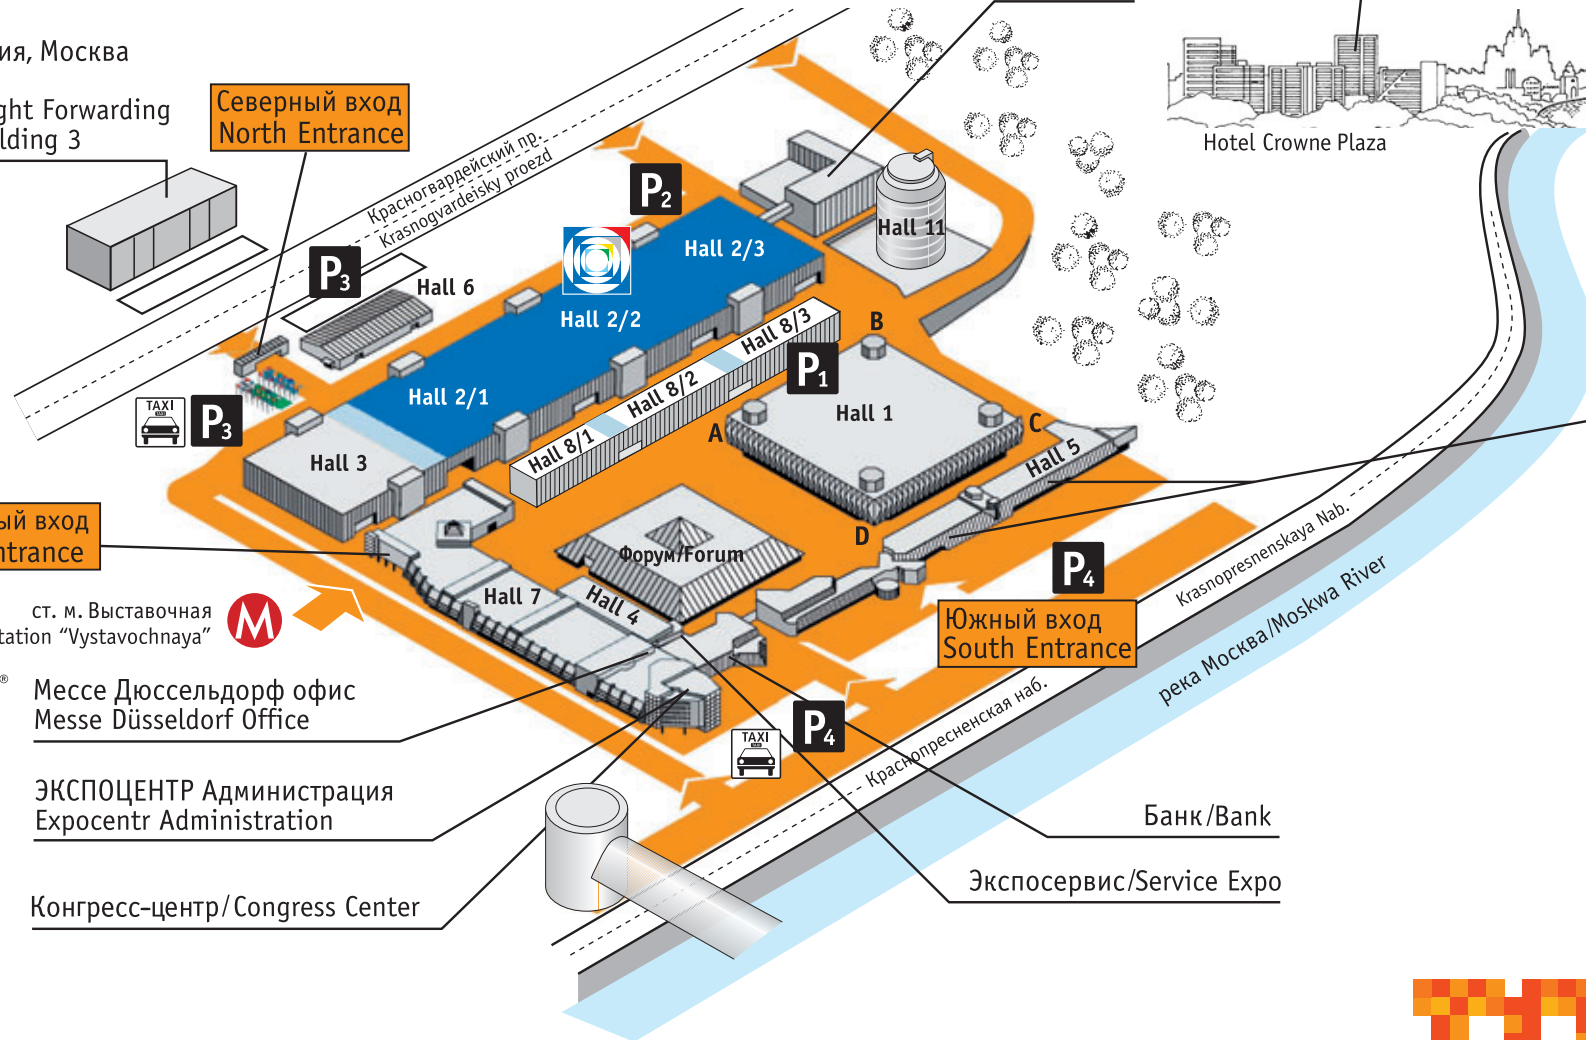 ия, Москва
ght Forwarding
lding 3
Северный вход
North Entrance
Красногвардейский пр.
Krasnogvardeisky proezd
Hotel Crowne Plaza
P2
Hall 11
Hall 2/3
P3
Hall 6
Hall 2/2
Hall 8/3
B
P1
Hall 2/1
Hall 8/2
Hall 1
TAXI
TAXI
P3
A
C
Hall 8/1
Hall 3
Hall 5
ый вход
ntrance
D
Форум/Forum
Krasnopresnenskaya Nab.
P4
Hall 7
Hall 4
ст. м. Выставочная
tation “Vystavochnaya”
M
Южный вход
South Entrance
река Москва/Moskwa River
®
Мессе Дюссельдорф офис
Messe Düsseldorf Office
Краснопресненская наб.
P4
TAXI
TAXI
ЭКСПОЦЕНТР Администрация
Expocentr Administration
Банк/Bank
Экспосервис/Service Expo
Конгресс-центр/Congress Center